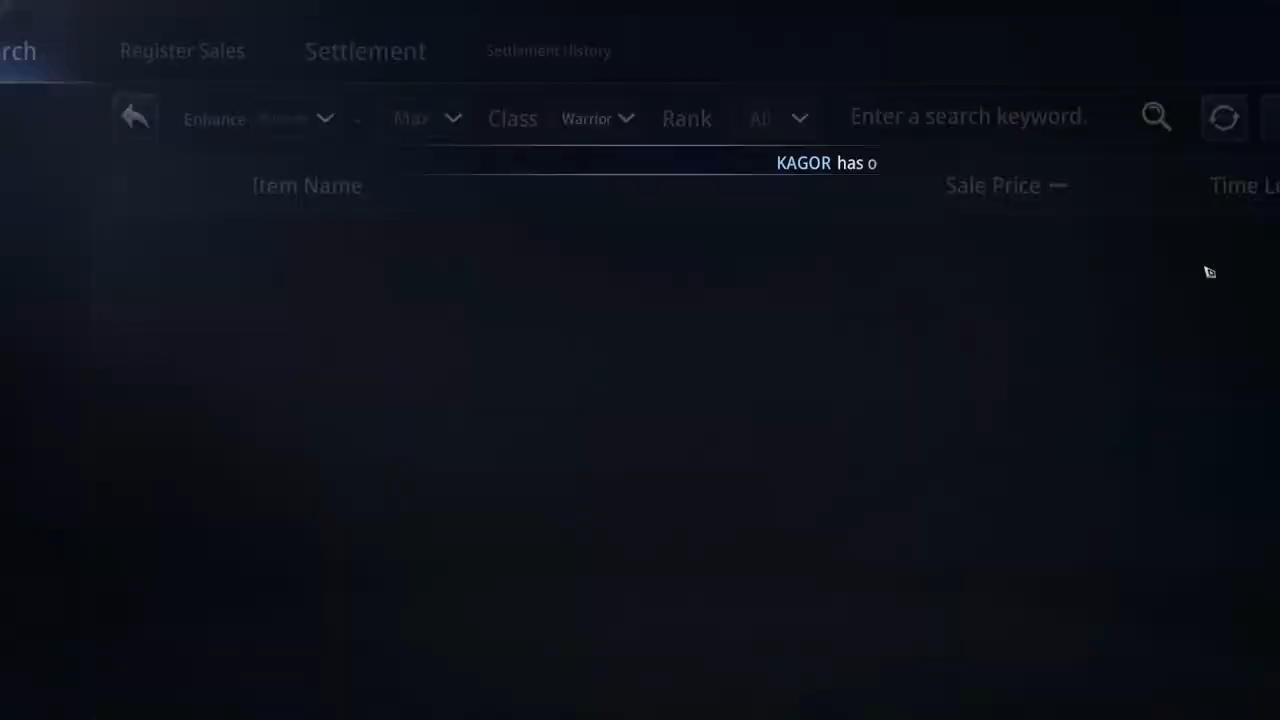 rch Register Sales Settlement Settlement History
Enhance - Max Class Warrior Rank All Enter a search keyword.
KAGOR has o
Item Name Sale Price Time L